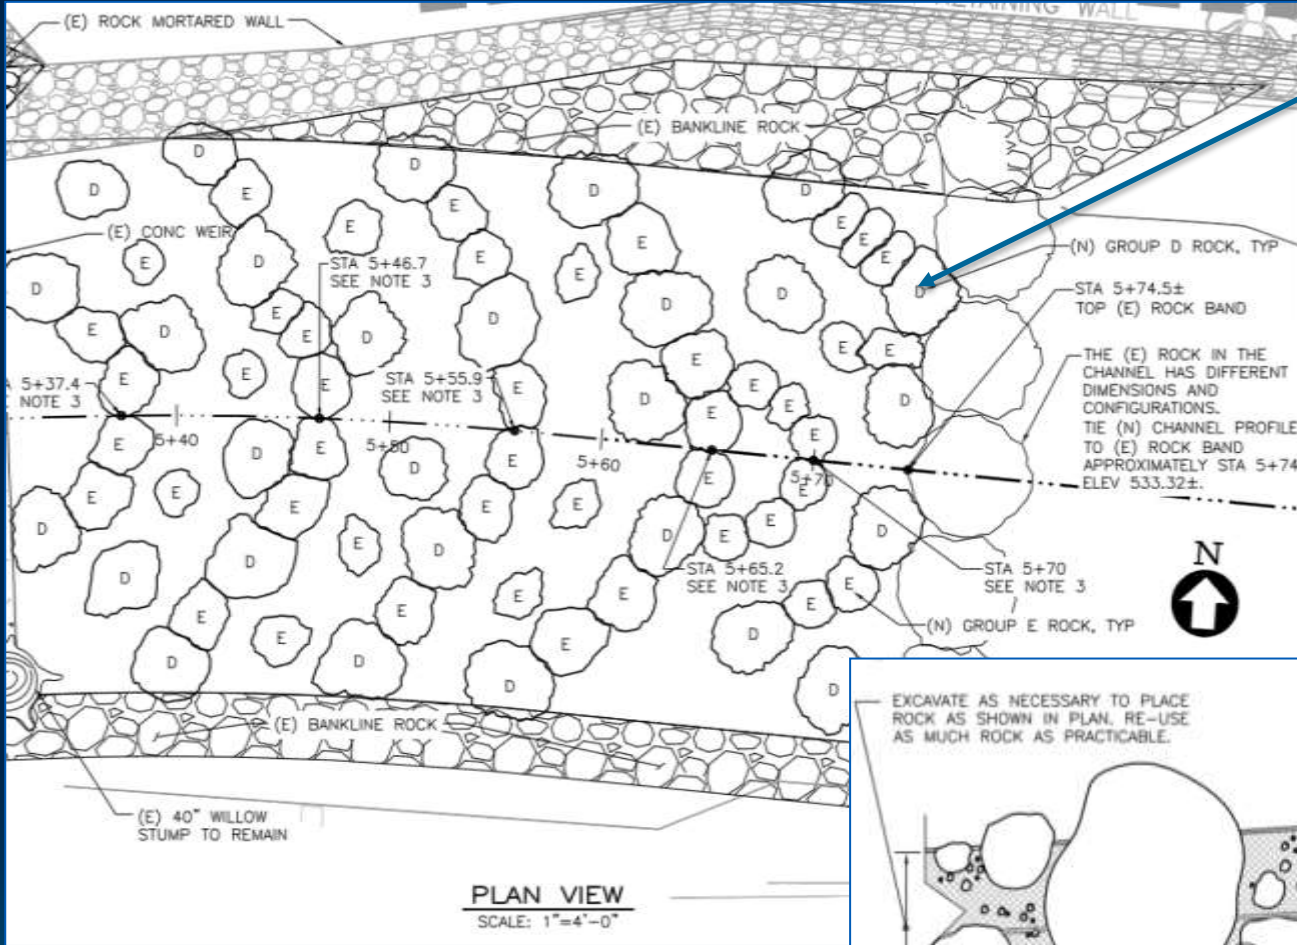 RETAINING WALL
(E) ROCK MORTARED WALL
(E) BANKLINE ROCK
D
E
D
D
E
D
E
D
D
E
E
E
E
E
(E) CONC WEIR
E
E
D
E
E
E
(N) GROUP D ROCK, TYP
STA 5+46.7
SEE NOTE 3
D
D
D
D
STA 5+74.5±
TOP (E) ROCK BAND
E
D
E
E
D
E
E
THE (E) ROCK IN THE
CHANNEL HAS DIFFERENT
DIMENSIONS AND
CONFIGURATIONS.
TIE (N) CHANNEL PROFILE
TO (E) ROCK BAND
APPROXIMATELY STA 5+74
ELEV 533.32±.
5+37.4
NOTE 3
E
E
E
STA 5+55.9
SEE NOTE 3
E
D
E
E
E
E
D
5+40
5+50
5+60
5+70
E
D
E
D
E
E
E
E
E
E
E
E
E
D
E
D
D
E
E
D
D
D
D
E
STA 5+65.2
SEE NOTE 3
STA 5+70
SEE NOTE 3
N
E
E
E
E
E
E
(N) GROUP E ROCK, TYP
E
E
D
D
D
D
D
(E) BANKLINE ROCK
(E) 40" WILLOW
STUMP TO REMAIN
PLAN VIEW
SCALE: 1"=4'-0"
EXCAVATE AS NECESSARY TO PLACE
ROCK AS SHOWN IN PLAN. RE-USE
AS MUCH ROCK AS PRACTICABLE.